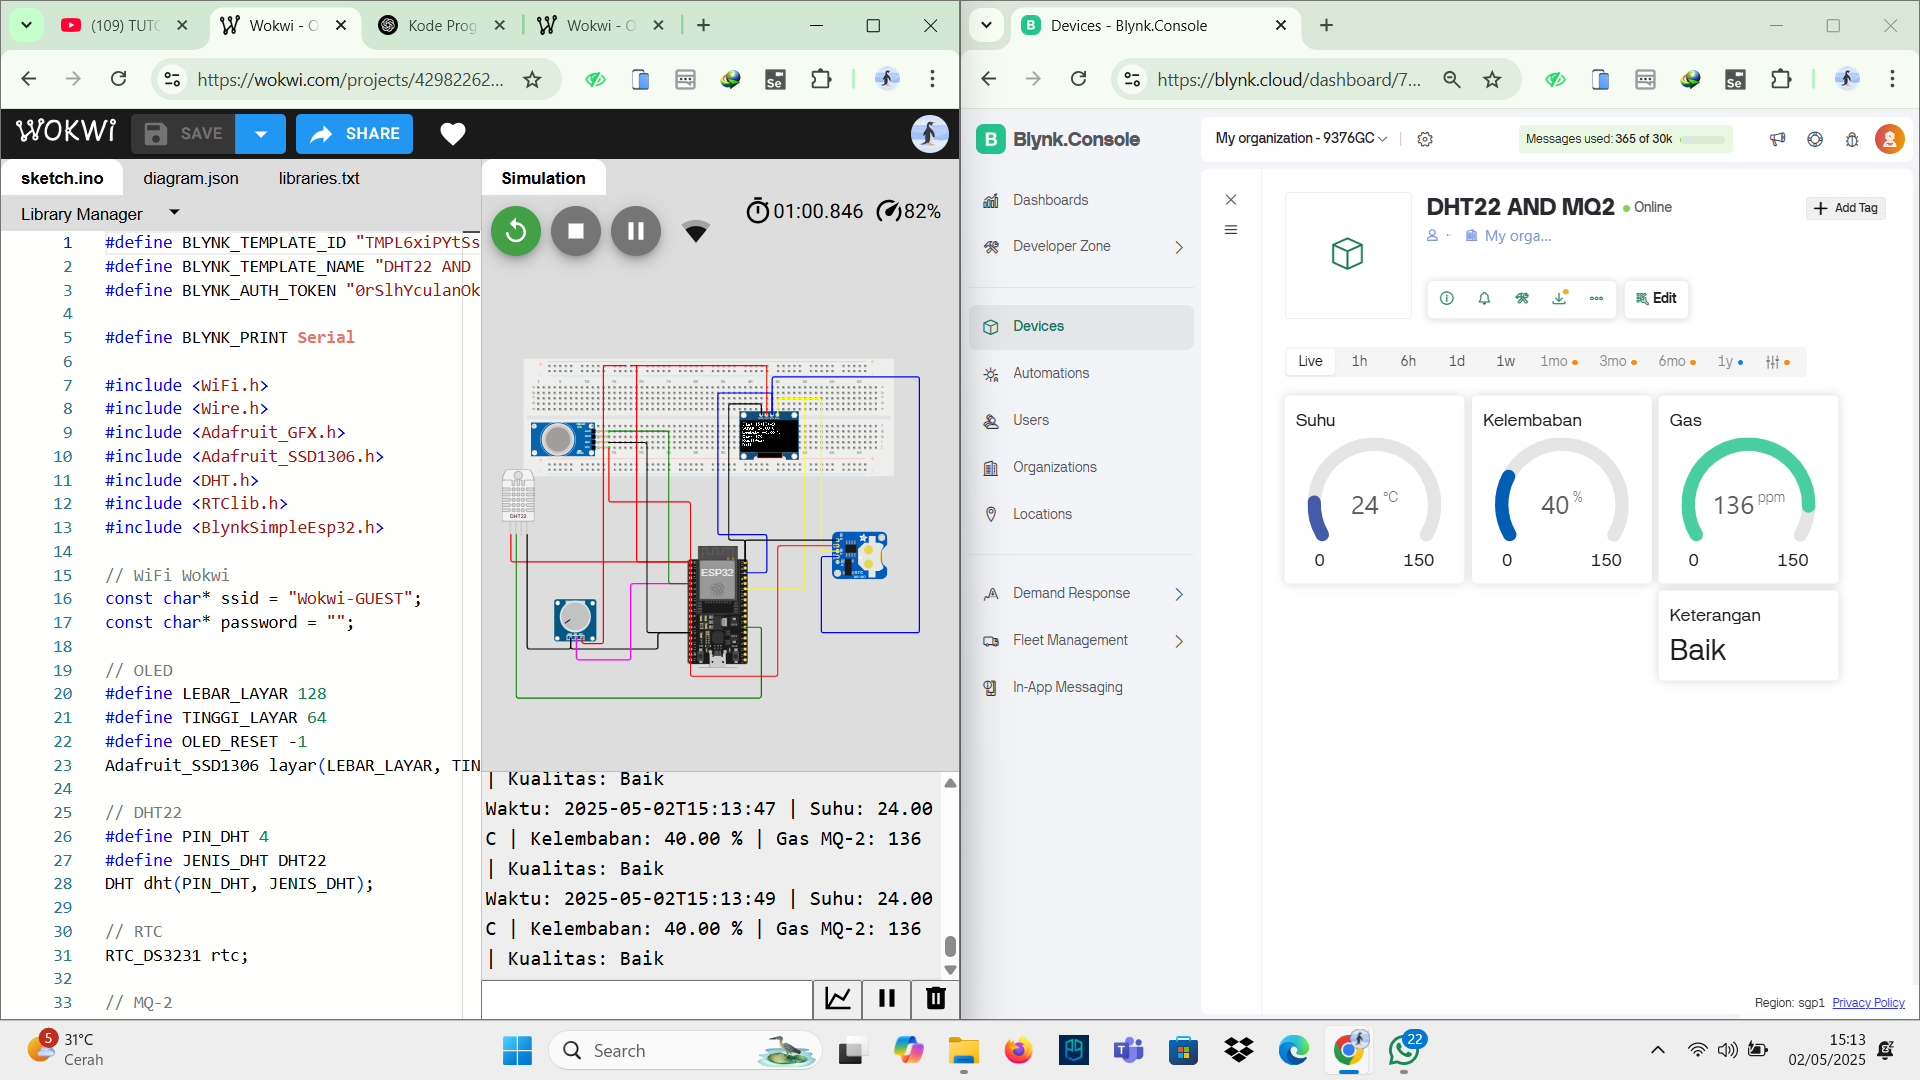 (109) TUTC
Wokwi - O
Kode Prog
Wokwi - O
https://wokwi.com/projects/42982262...
WOKWI
SAVE
SHARE
sketch.ino
diagram.json
libraries.txt
Library Manager
1 #define BLYNK_TEMPLATE_ID "TMPL6xiPYtSs
2 #define BLYNK_TEMPLATE_NAME "DHT22 AND
3 #define BLYNK_AUTH_TOKEN "0rSlhYculanOk
4
5 #define BLYNK_PRINT Serial
6
7 #include <WiFi.h>
8 #include <Wire.h>
9 #include <Adafruit_GFX.h>
10 #include <Adafruit_SSD1306.h>
11 #include <DHT.h>
12 #include <RTClib.h>
13 #include <BlynkSimpleEsp32.h>
14
15 // WiFi Wokwi
16 const char* ssid = "Wokwi-GUEST";
17 const char* password = "";
18
19 // OLED
20 #define LEBAR_LAYAR 128
21 #define TINGGI_LAYAR 64
22 #define OLED_RESET -1
23 Adafruit_SSD1306 layar(LEBAR_LAYAR, TIN
24
25 // DHT22
26 #define PIN_DHT 4
27 #define JENIS_DHT DHT22
28 DHT dht(PIN_DHT, JENIS_DHT);
29
30 // RTC
31 RTC_DS3231 rtc;
32
33 // MQ-2
Simulation
01:00.846
82%
DHT22
ESP32
| Kualitas: Baik
Waktu: 2025-05-02T15:13:47 | Suhu: 24.00
C | Kelembaban: 40.00 % | Gas MQ-2: 136
| Kualitas: Baik
Waktu: 2025-05-02T15:13:49 | Suhu: 24.00
C | Kelembaban: 40.00 % | Gas MQ-2: 136
| Kualitas: Baik
Devices - Blynk.Console
https://blynk.cloud/dashboard/7...
B Blynk.Console
Dashboards
Developer Zone
Devices
Automations
Users
Organizations
Locations
Demand Response
Fleet Management
In-App Messaging
My organization - 9376GC
Messages used: 365 of 30k
DHT22 AND MQ2
Online
Add Tag
My orga...
Edit
Live 1h 6h 1d 1w 1mo 3mo 6mo 1y
Suhu
24 °C
0 150
Kelembaban
40 %
0 150
Gas
136 ppm
0 150
Keterangan
Baik
Region: sgp1 Privacy Policy
5
31°C
Cerah
Search
22
15:13
02/05/2025